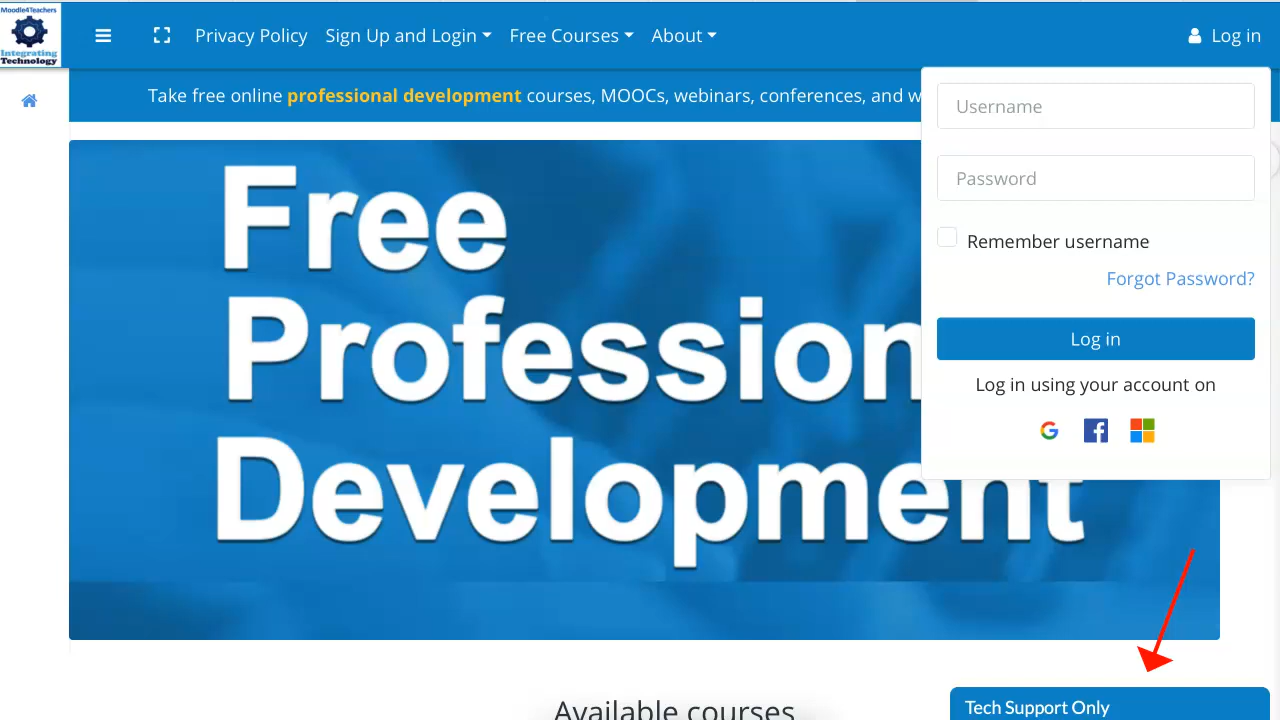 Moodle4Teachers
Integrating
Technology
Privacy Policy
Sign Up and Login
Free Courses
About
Log in
Take free online professional development courses, MOOCs, webinars, conferences, and w
Username
Password
Remember username
Forgot Password?
Log in
Log in using your account on
Free
Profession
Development
Available courses
Tech Support Only